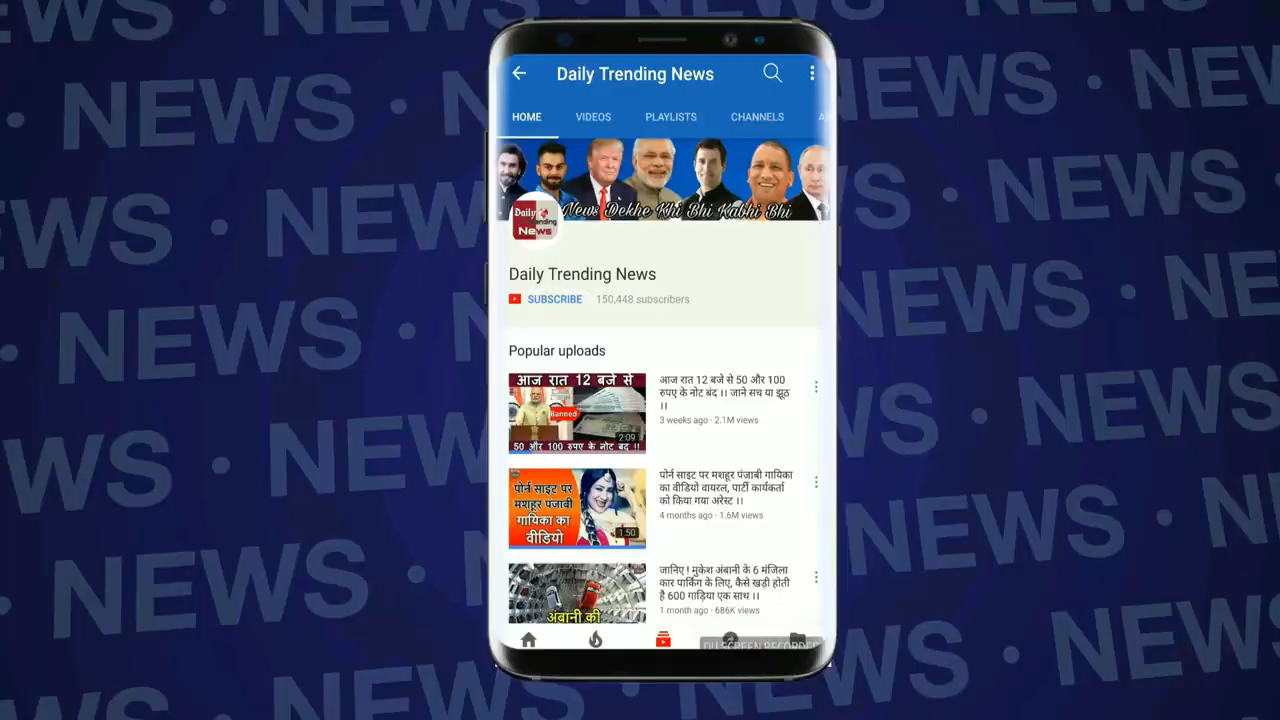 Daily Trending News
HOME VIDEOS PLAYLISTS CHANNELS A
News Dekhe Khi Bhi Kabhi Bhi
Daily
Trending
News
Daily Trending News
SUBSCRIBE 150,448 subscribers
Popular uploads
आज रात 12 बजे से
Banned
2:09
50 और 100 रुपए के नोट बंद !!
आज रात 12 बजे से 50 और 100
रुपए के नोट बंद ।। जाने सच या झूठ
।।
3 weeks ago · 2.1M views
पोर्न साइट पर
मशहूर पंजाबी
गायिका का
वीडियो
1:50
पोर्न साइट पर मशहूर पंजाबी गायिका
का वीडियो वायरल, पार्टी कार्यकर्ता
को किया गया अरेस्ट ।।
4 months ago · 1.6M views
अंबानी की
जानिए ! मुकेश अंबानी के 6 मंजिला
कार पार्किंग के लिए, कैसे खड़ी होती
है 600 गाड़िया एक साथ ।।
1 month ago · 686K views
DU SCREEN RECORDER
NEWS • NEWS • NEWS